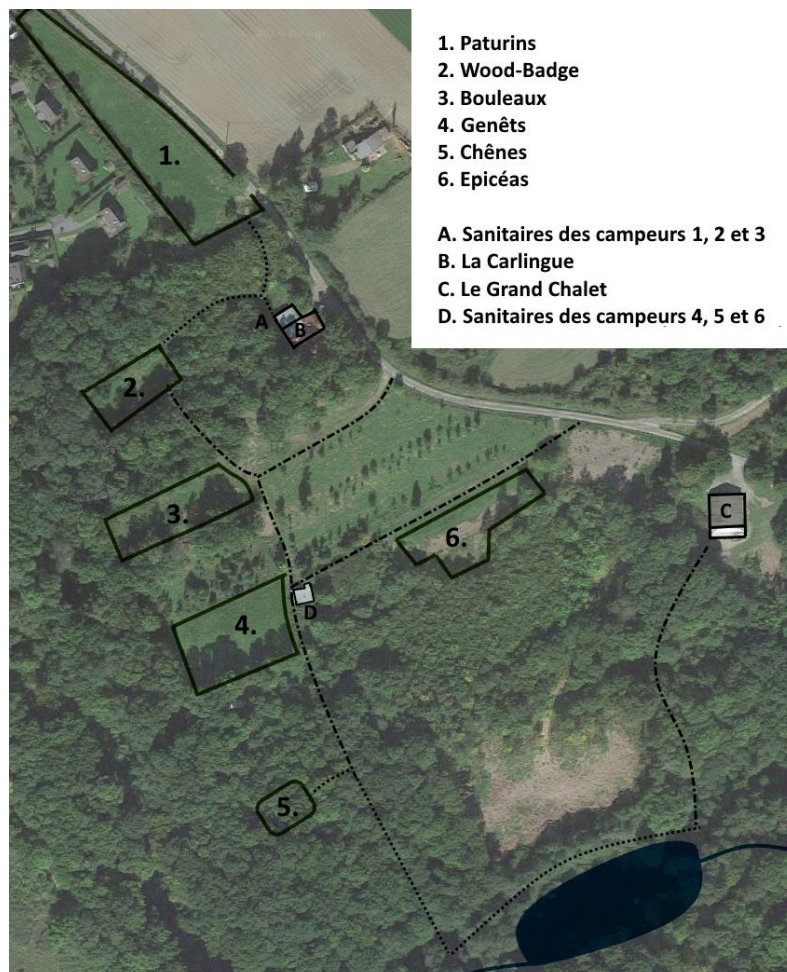 1. Paturins
2. Wood-Badge
3. Bouleaux
4. Genêts
5. Chênes
6. Epicéas
A. Sanitaires des campeurs 1, 2 et 3
B. La Carlingue
C. Le Grand Chalet
D. Sanitaires des campeurs 4, 5 et 6
1.
A
B
2.
3.
C
6.
D
4.
5.